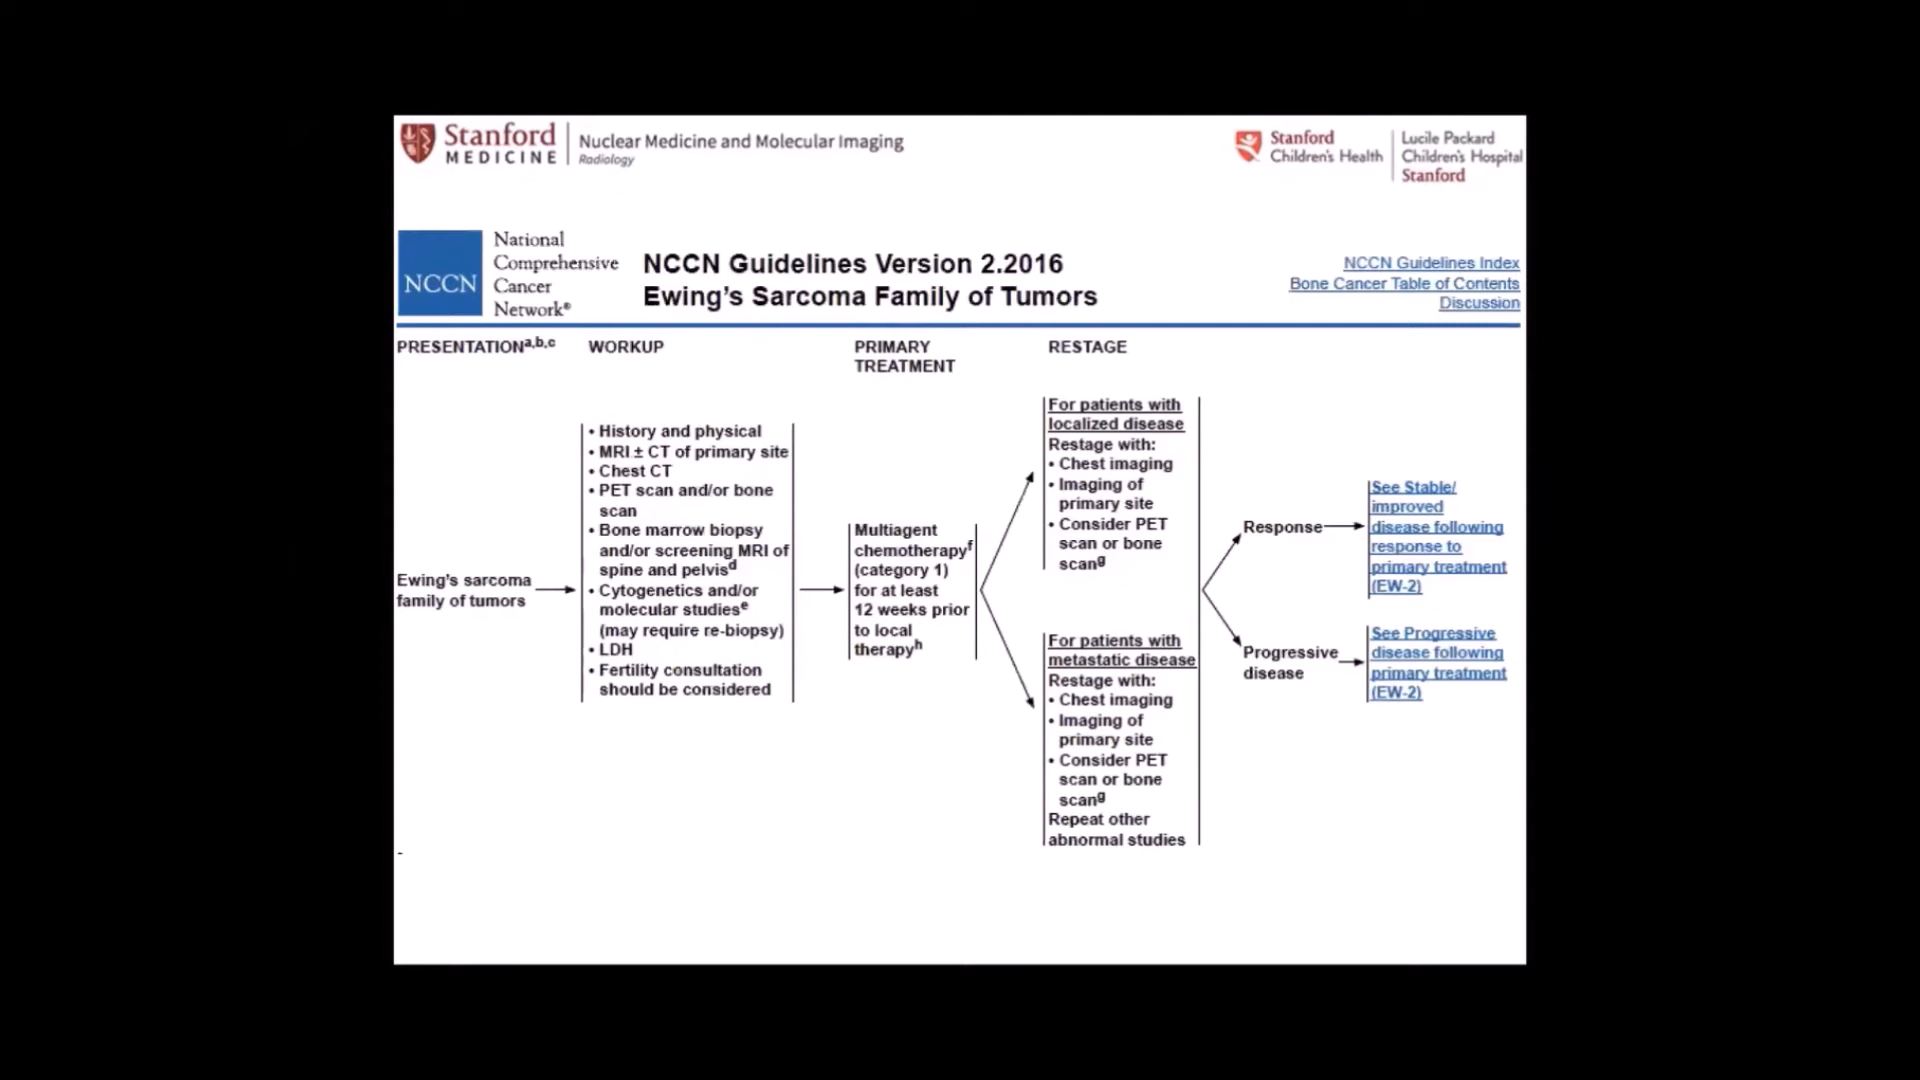 Stanford
MEDICINE
Nuclear Medicine and Molecular Imaging
Radiology
Stanford
Children's Health
Lucile Packard
Children's Hospital
Stanford
NCCN
National
Comprehensive
Cancer
Network®
NCCN Guidelines Version 2.2016
Ewing's Sarcoma Family of Tumors
NCCN Guidelines Index
Bone Cancer Table of Contents
Discussion
PRESENTATIONa,b,c
WORKUP
PRIMARY
TREATMENT
RESTAGE
Ewing's sarcoma
family of tumors
• History and physical
• MRI ± CT of primary site
• Chest CT
• PET scan and/or bone
scan
• Bone marrow biopsy
and/or screening MRI of
spine and pelvisd
• Cytogenetics and/or
molecular studiese
(may require re-biopsy)
• LDH
• Fertility consultation
should be considered
Multiagent
chemotherapyf
(category 1)
for at least
12 weeks prior
to local
therapyh
For patients with
localized disease
Restage with:
• Chest imaging
• Imaging of
primary site
• Consider PET
scan or bone
scang
For patients with
metastatic disease
Restage with:
• Chest imaging
• Imaging of
primary site
• Consider PET
scan or bone
scang
Repeat other
abnormal studies
Response
See Stable/
improved
disease following
response to
primary treatment
(EW-2)
Progressive
disease
See Progressive
disease following
primary treatment
(EW-2)
-